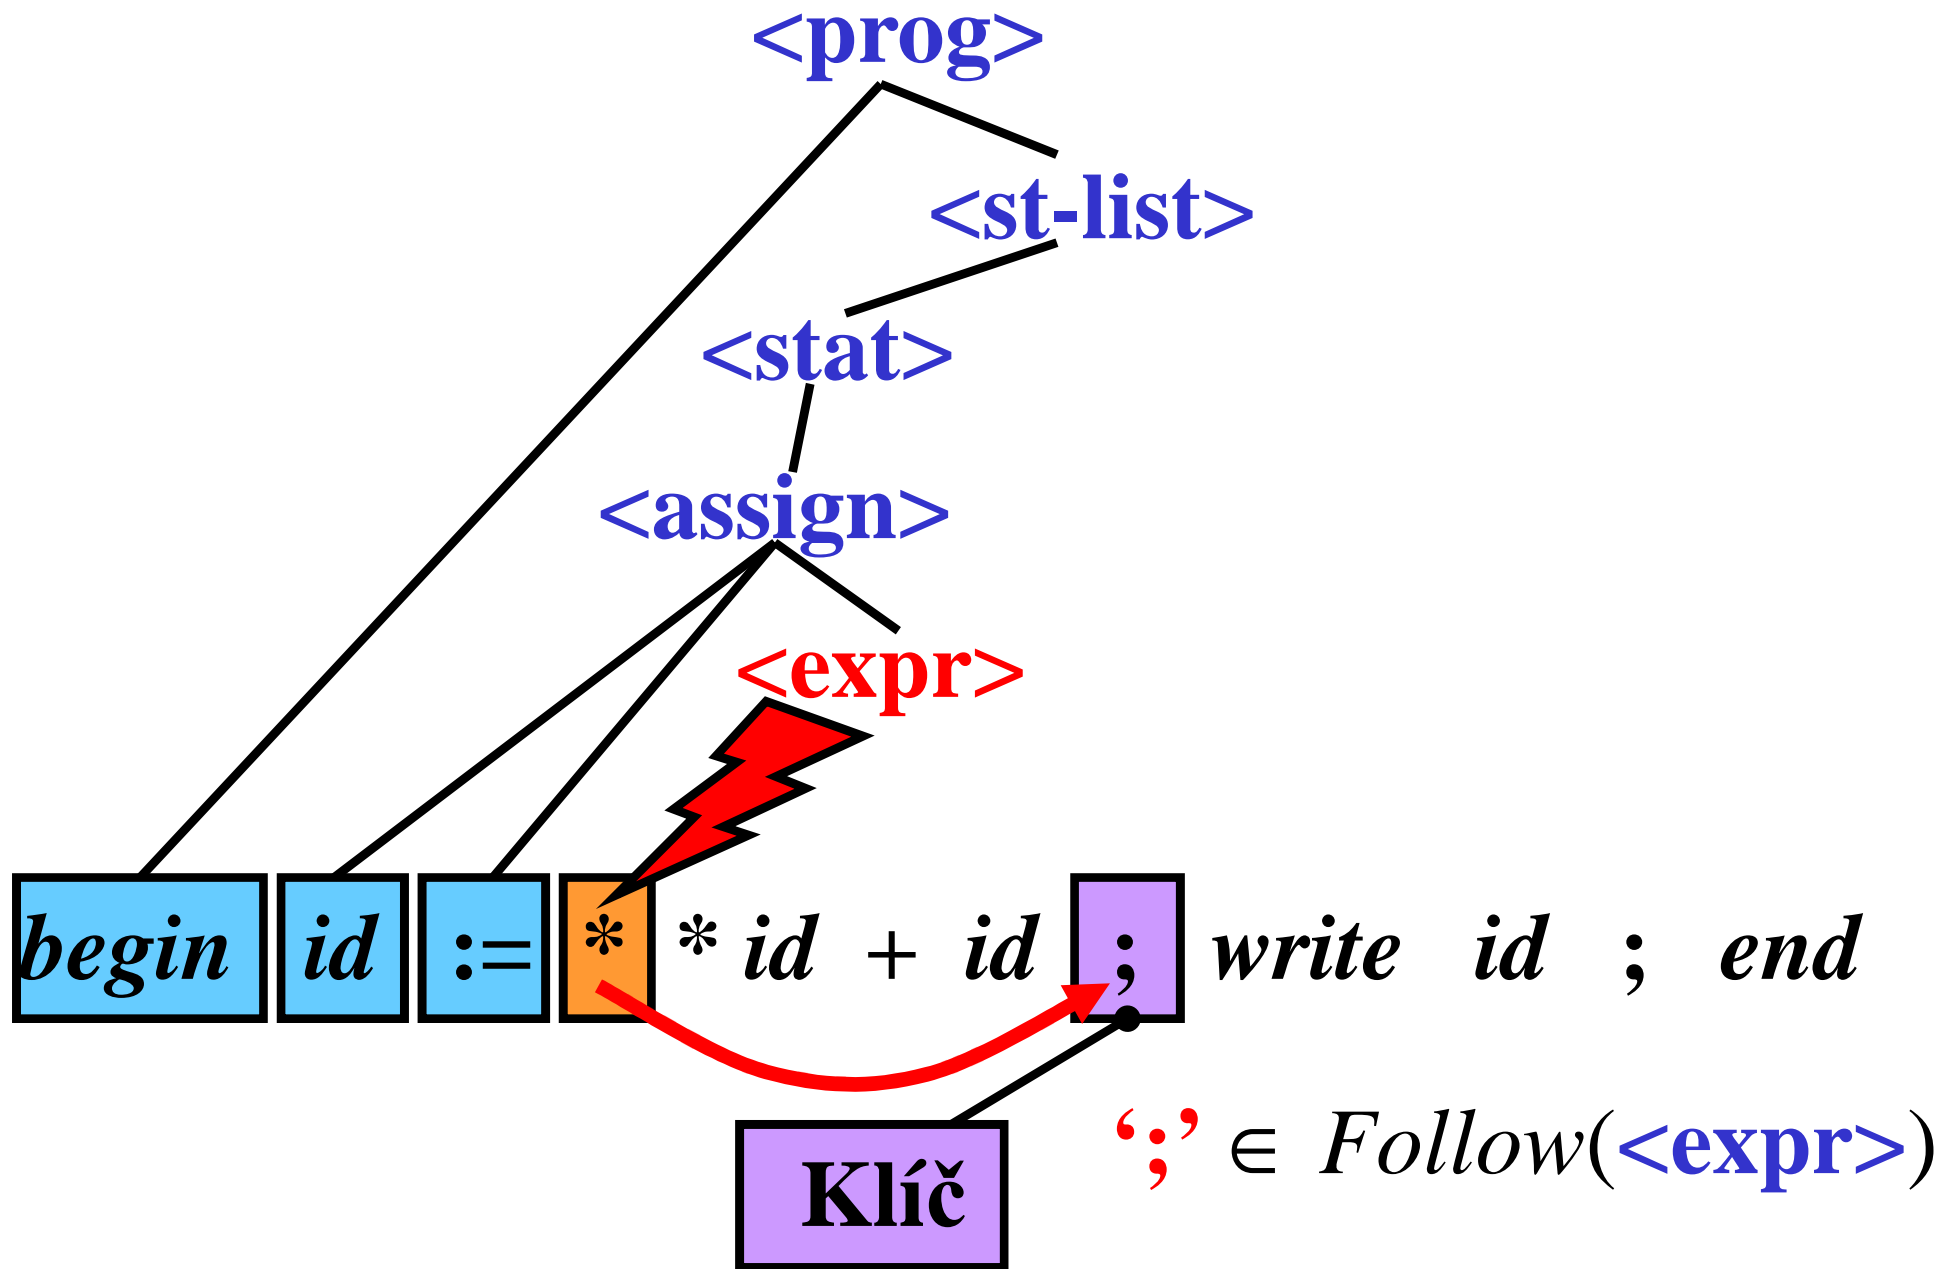 <prog>
<st-list>
<stat>
<assign>
<expr>
begin id := * * id + id ; write id ; end
‘;’ ∈ Follow(<expr>)
Klíč